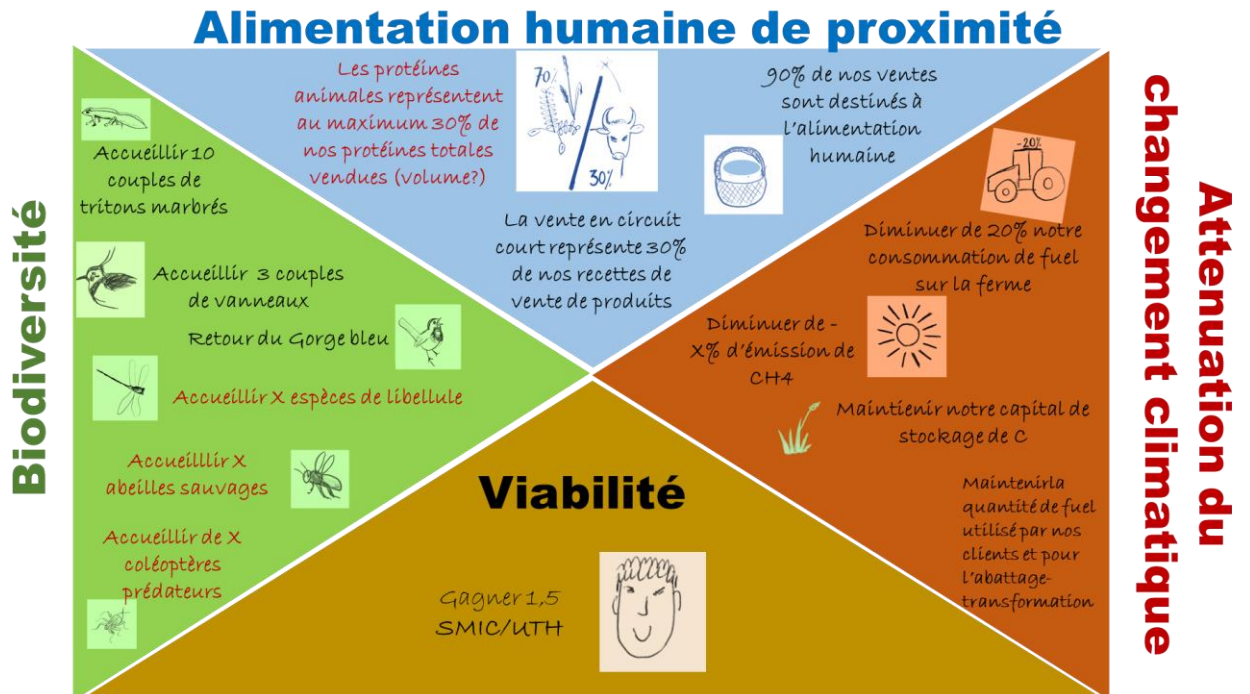 Alimentation humaine de proximité
Les protéines
animales représentent
au maximum 30% de
nos protéines totales
vendues (volume?)
70%
30%
90% de nos ventes
sont destinés à
l'alimentation
humaine
La vente en circuit
court représente 30%
de nos recettes de
vente de produits
Biodiversité
Accueillir 10
couples de
tritons marbrés
Accueillir 3 couples
de vanneaux
Retour du Gorge bleu
Accueillir X espèces de libellule
Accueilllir X
abeilles sauvages
Accueillir de X
coléoptères
prédateurs
Attenuation du
changement climatique
-20%
Diminuer de 20% notre
consommation de fuel
sur la ferme
Diminuer de -
X% d'émission de
CH4
Maintienir notre capital de
stockage de C
Maintenirla
quantité de fuel
utilisé par nos
clients et pour
l'abattage-
transformation
Viabilité
Gagner 1,5
SMIC/UTH